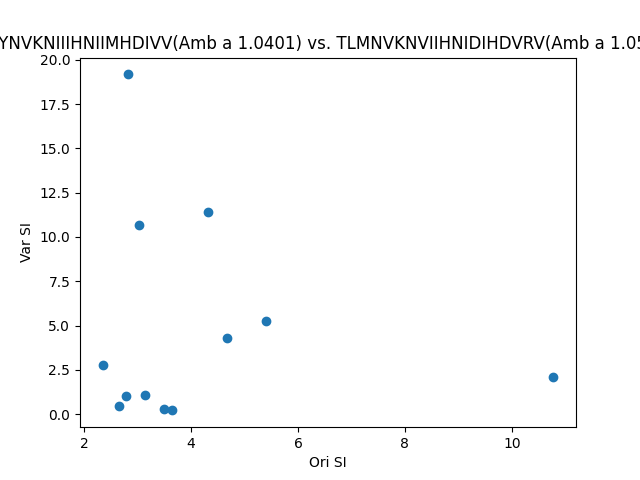 YNVKNIIIHNIIMHDIVV(Amb a 1.0401) vs. TLMNVKNVIIHNIDIHDVRV(Amb a 1.05
20.0
17.5
15.0
12.5
10.0
7.5
5.0
2.5
0.0
Var SI
2 4 6 8 10
Ori SI